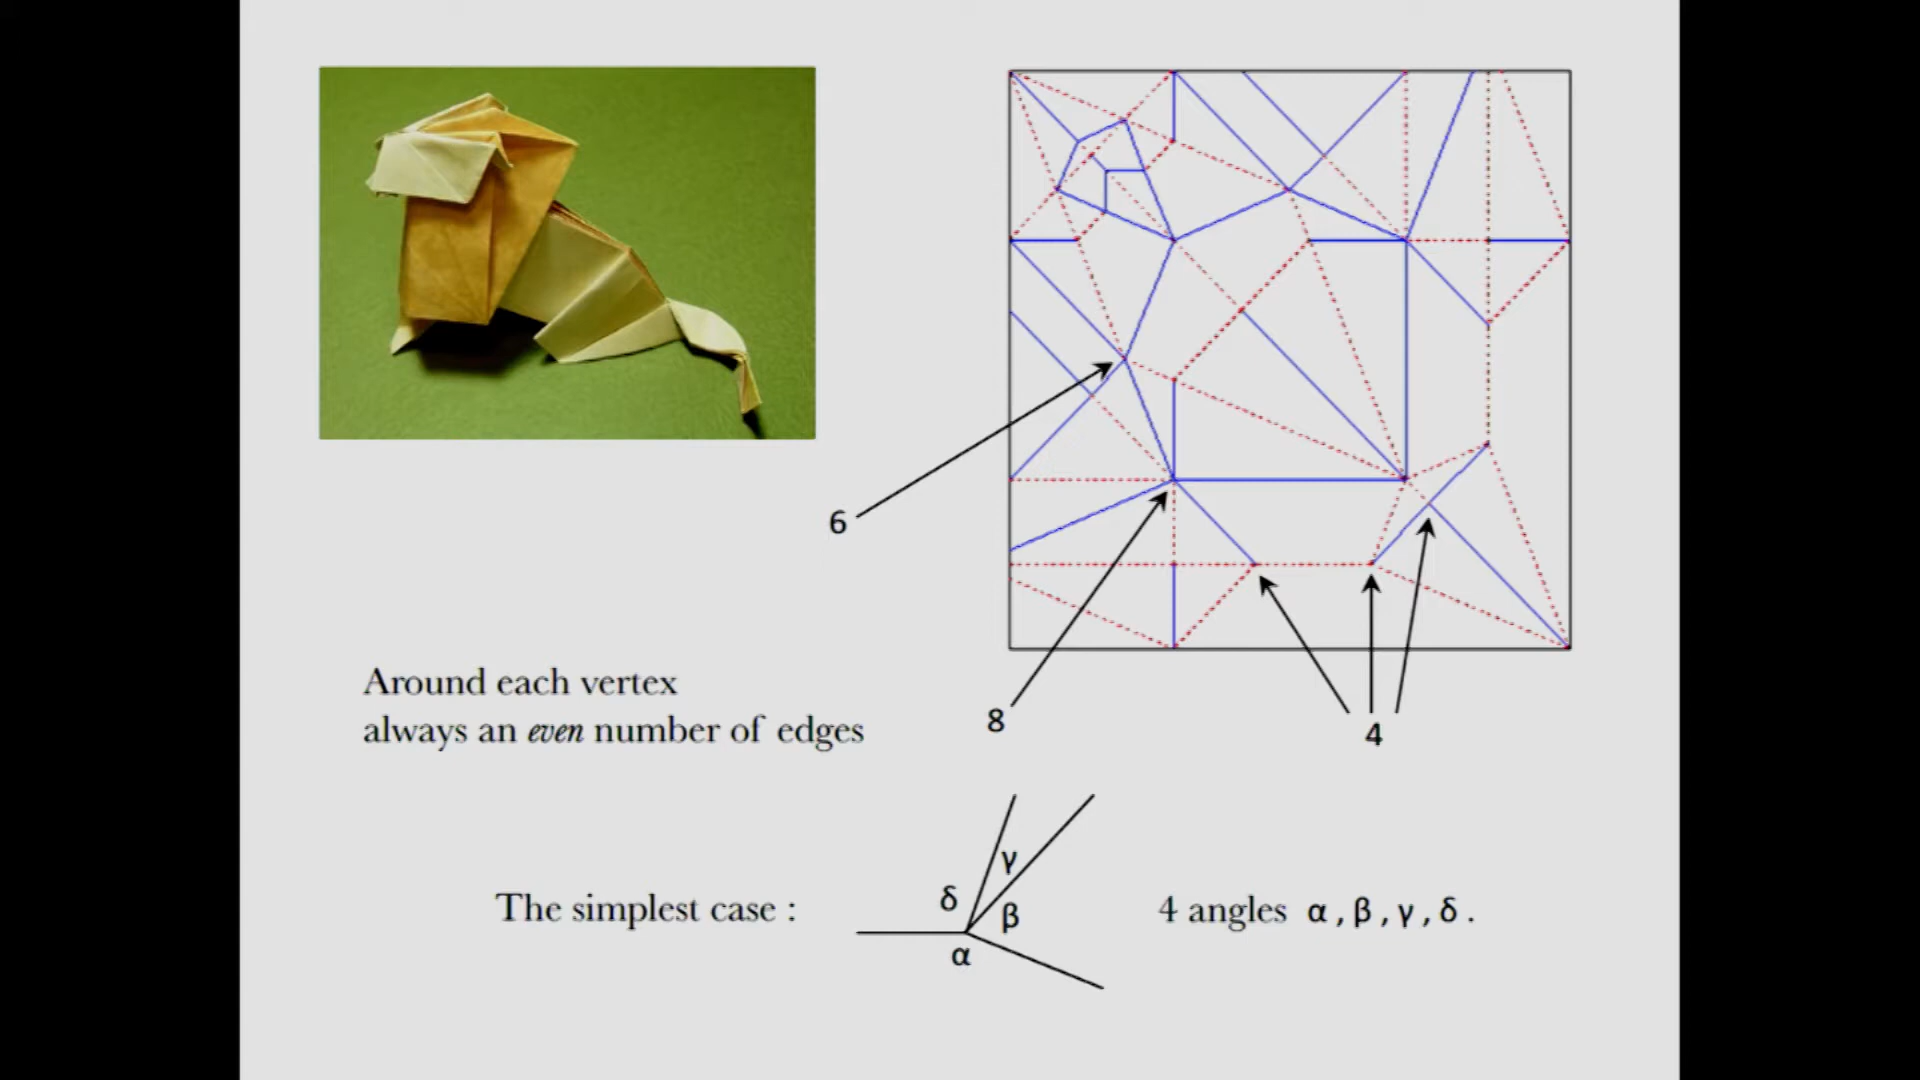 6
8
4
Around each vertex
always an even number of edges
The simplest case :
γ
δ
β
α
4 angles α , β , γ , δ .